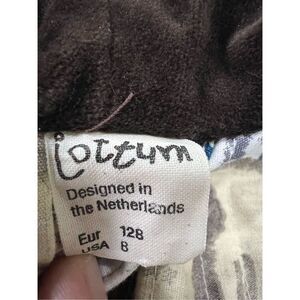 Lottum
Designed in
the Netherlands
Eur 128
USA 8